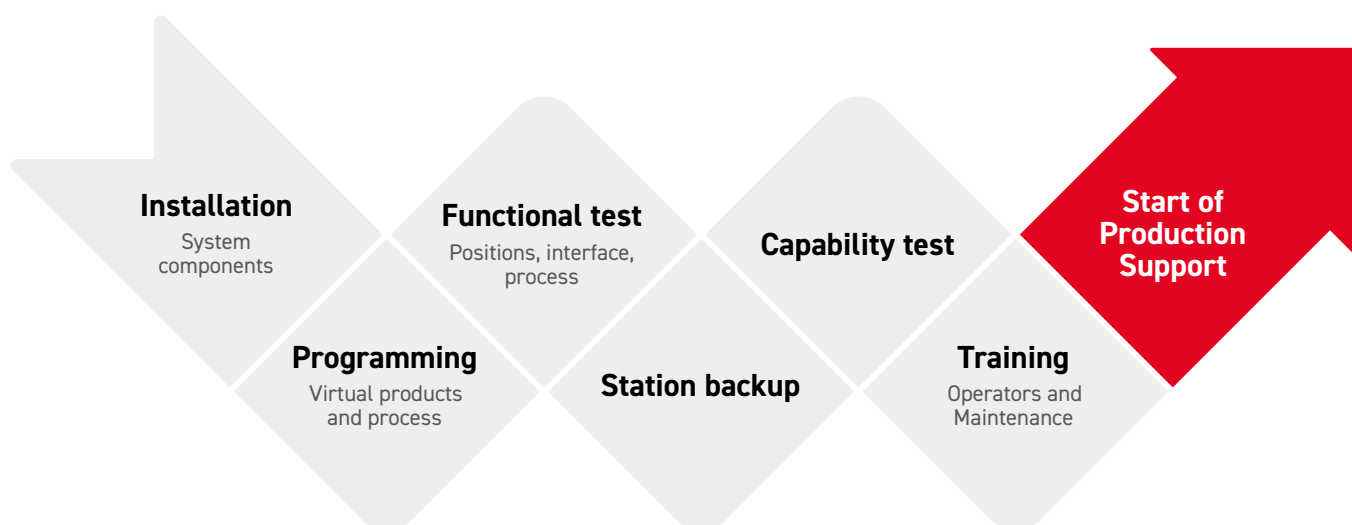 Installation
System
components
Programming
Virtual products
and process
Functional test
Positions, interface,
process
Station backup
Capability test
Training
Operators and
Maintenance
Start of
Production
Support